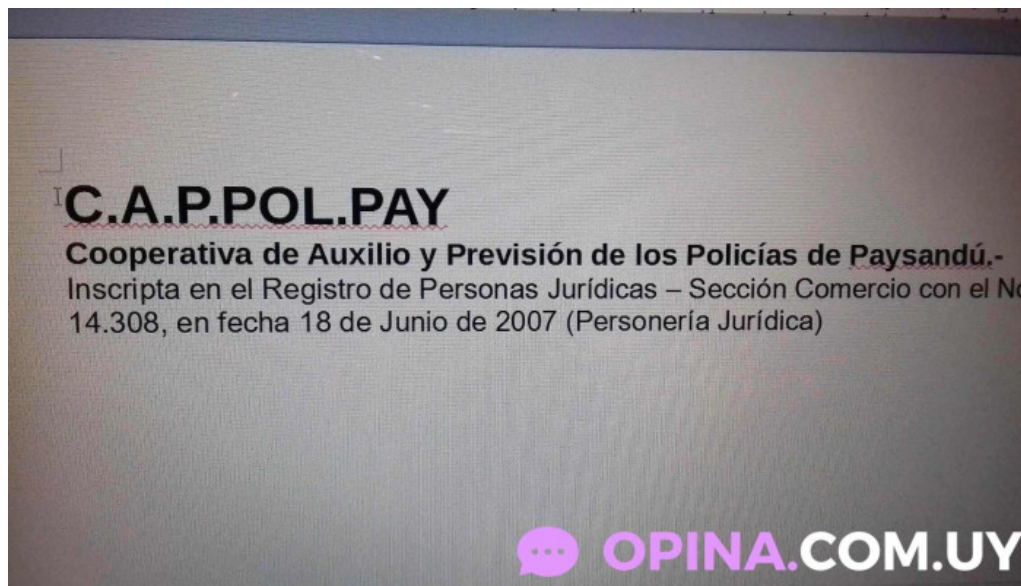 C.A.P.POL.PAY
Cooperativa de Auxilio y Previsión de los Policías de Paysandú.-
Inscripta en el Registro de Personas Jurídicas – Sección Comercio con el
14.308, en fecha 18 de Junio de 2007 (Personería Jurídica)
OPINA.COM.UY